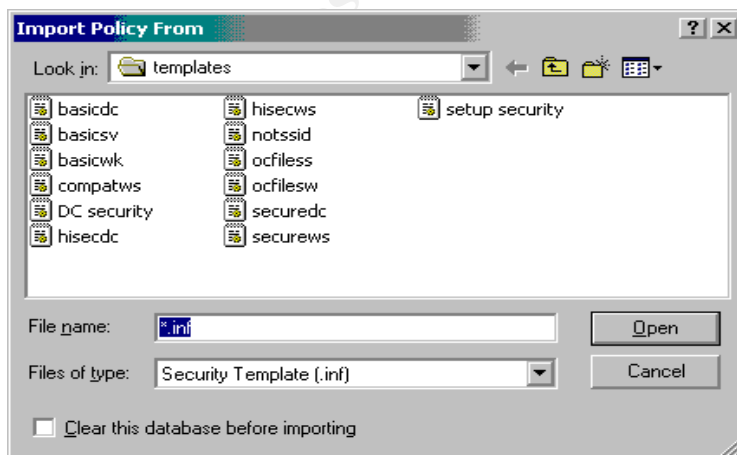 Import Policy From
Look in: templates
basicdc hisecws setup security
basicsv notssid
basicwk ocfiless
compatws ocfilesw
DC security securedc
hisecdc securews
File name: *.inf Open
Files of type: Security Template (.inf) Cancel
Clear this database before importing